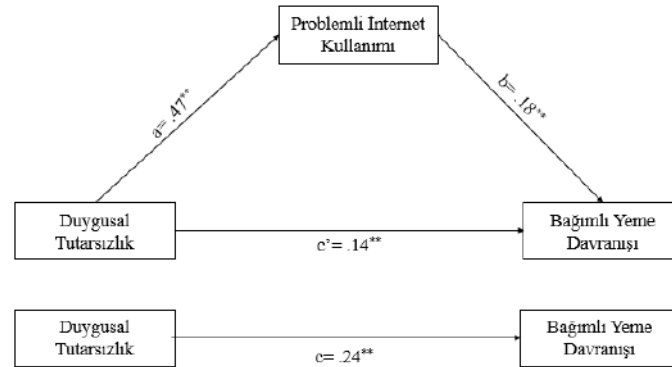 Problemli İnternet
Kullanımı
a= .47**
b= .18**
Duygusal
Tutarsızlık
c'= .14**
Bağımlı Yeme
Davranışı
Duygusal
Tutarsızlık
c= .24**
Bağımlı Yeme
Davranışı